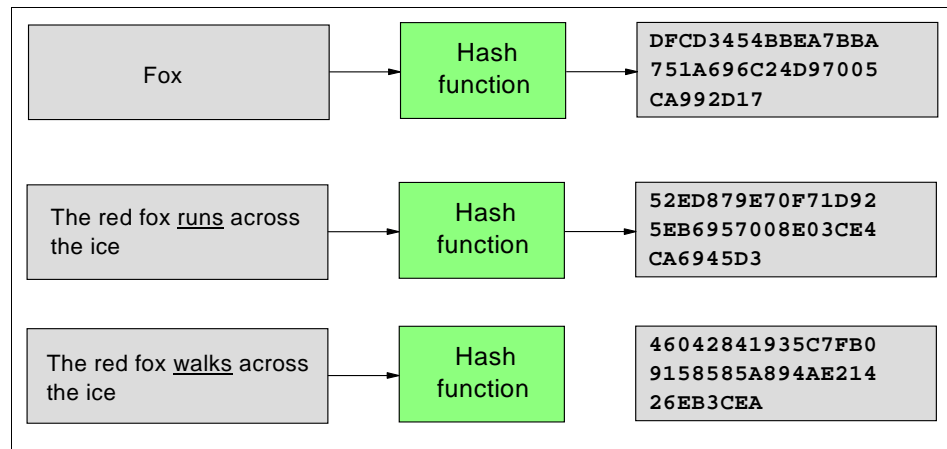 Fox
Hash
function
DFCD3454BBEA7BBA
751A696C24D97005
CA992D17
The red fox runs across
the ice
Hash
function
52ED879E70F71D92
5EB6957008E03CE4
CA6945D3
The red fox walks across
the ice
Hash
function
46042841935C7FB0
9158585A894AE214
26EB3CEA